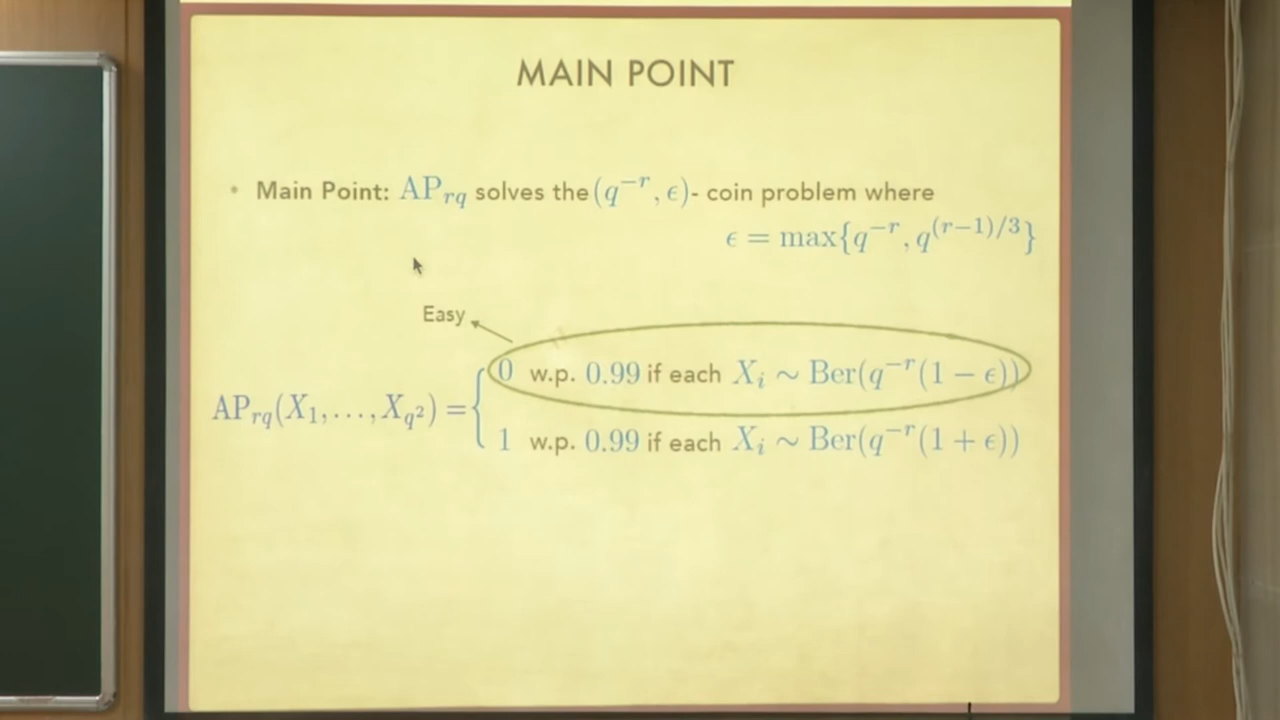 MAIN POINT
• Main Point: AP_{rq} solves the (q^{-r}, ϵ)- coin problem where
ϵ = max{q^{-r}, q^{(r-1)/3}}
Easy
0 w.p. 0.99 if each X_i ∼ Ber(q^{-r}(1 − ϵ))
AP_{rq}(X_1, …, X_{q^2}) = {
1 w.p. 0.99 if each X_i ∼ Ber(q^{-r}(1 + ϵ))